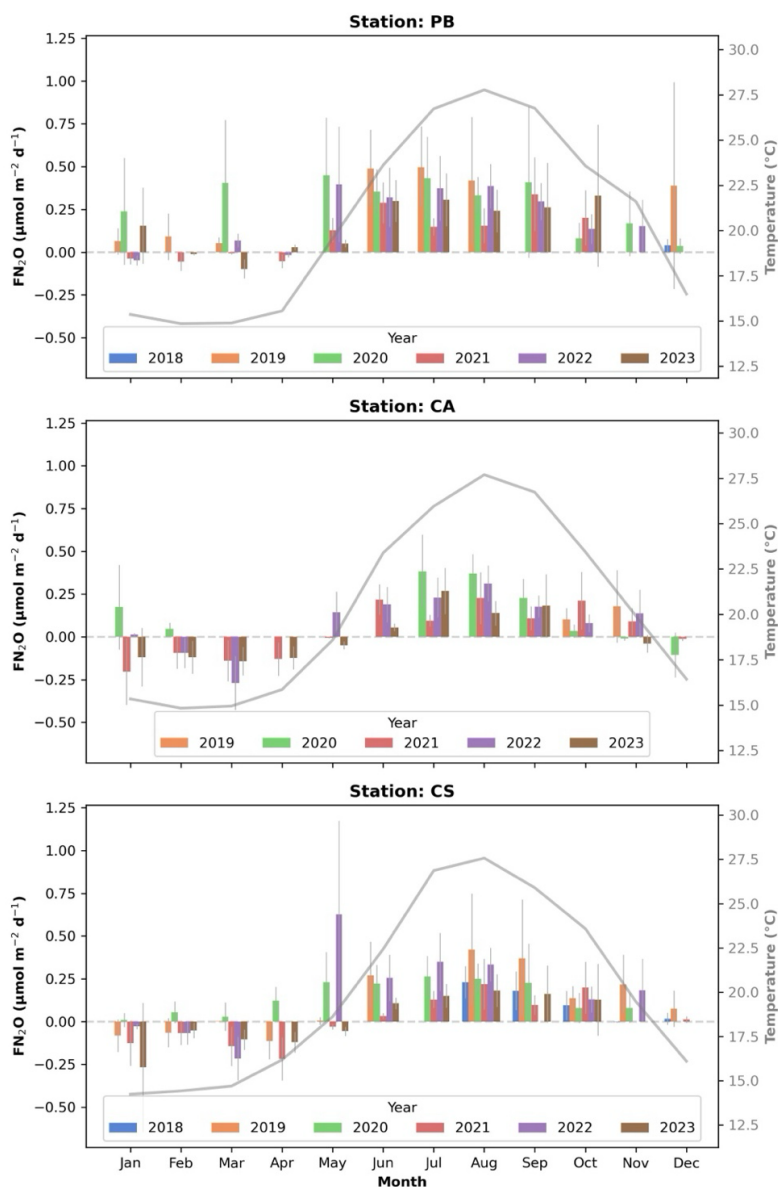 Station: PB
FN₂O (μmol m⁻² d⁻¹)
1.25
1.00
0.75
0.50
0.25
0.00
−0.25
−0.50
30.0
27.5
25.0
22.5
20.0
17.5
15.0
12.5
Temperature (°C)
Year
2018 2019 2020 2021 2022 2023
Station: CA
FN₂O (μmol m⁻² d⁻¹)
1.25
1.00
0.75
0.50
0.25
0.00
−0.25
−0.50
30.0
27.5
25.0
22.5
20.0
17.5
15.0
12.5
Temperature (°C)
Year
2019 2020 2021 2022 2023
Station: CS
FN₂O (μmol m⁻² d⁻¹)
1.25
1.00
0.75
0.50
0.25
0.00
−0.25
−0.50
30.0
27.5
25.0
22.5
20.0
17.5
15.0
12.5
Temperature (°C)
Year
2018 2019 2020 2021 2022 2023
Jan Feb Mar Apr May Jun Jul Aug Sep Oct Nov Dec
Month